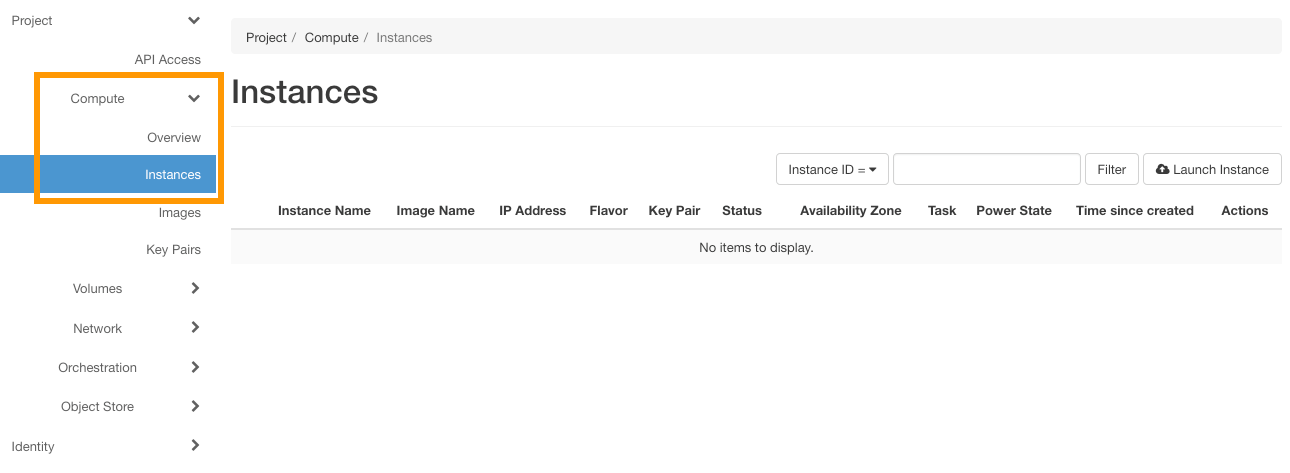 Project
API Access
Compute
Overview
Instances
Images
Key Pairs
Volumes
Network
Orchestration
Object Store
Identity
Project / Compute / Instances
Instances
Instance ID = Filter Launch Instance
Instance Name Image Name IP Address Flavor Key Pair Status Availability Zone Task Power State Time since created Actions
No items to display.